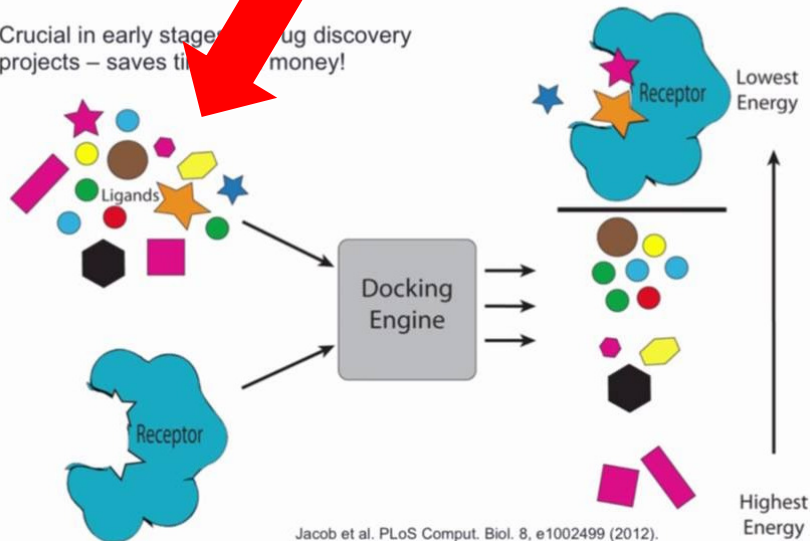 Crucial in early stages ug discovery
projects – saves ti money!
Ligands
Receptor
Docking
Engine
Receptor
Lowest
Energy
Highest
Energy
Jacob et al. PLoS Comput. Biol. 8, e1002499 (2012).